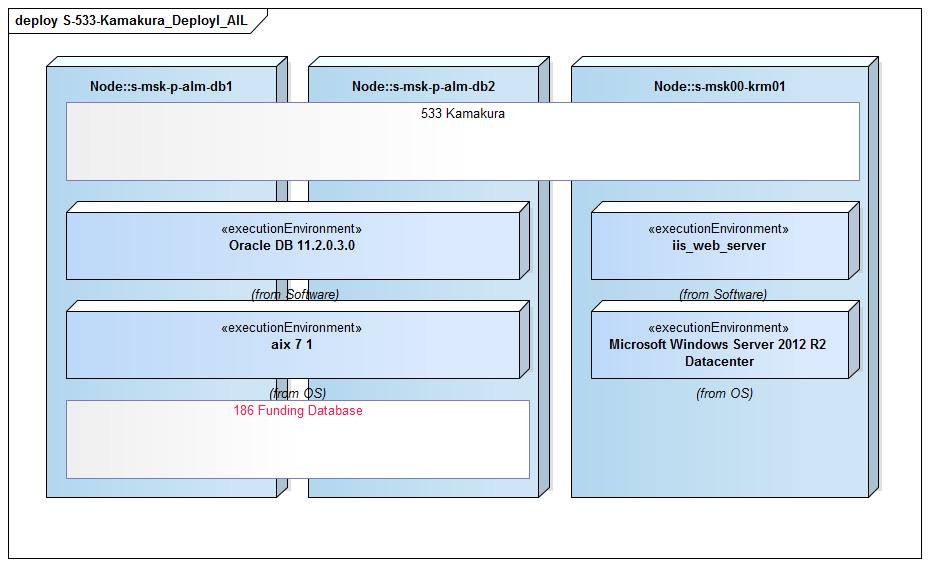 deploy S-533-Kamakura_Deployl_AIL
Node::s-msk-p-alm-db1
Node::s-msk-p-alm-db2
Node::s-msk00-krm01
533 Kamakura
«executionEnvironment»
Oracle DB 11.2.0.3.0
(from Software)
«executionEnvironment»
iis_web_server
(from Software)
«executionEnvironment»
aix 7 1
(from OS)
«executionEnvironment»
Microsoft Windows Server 2012 R2
Datacenter
(from OS)
186 Funding Database